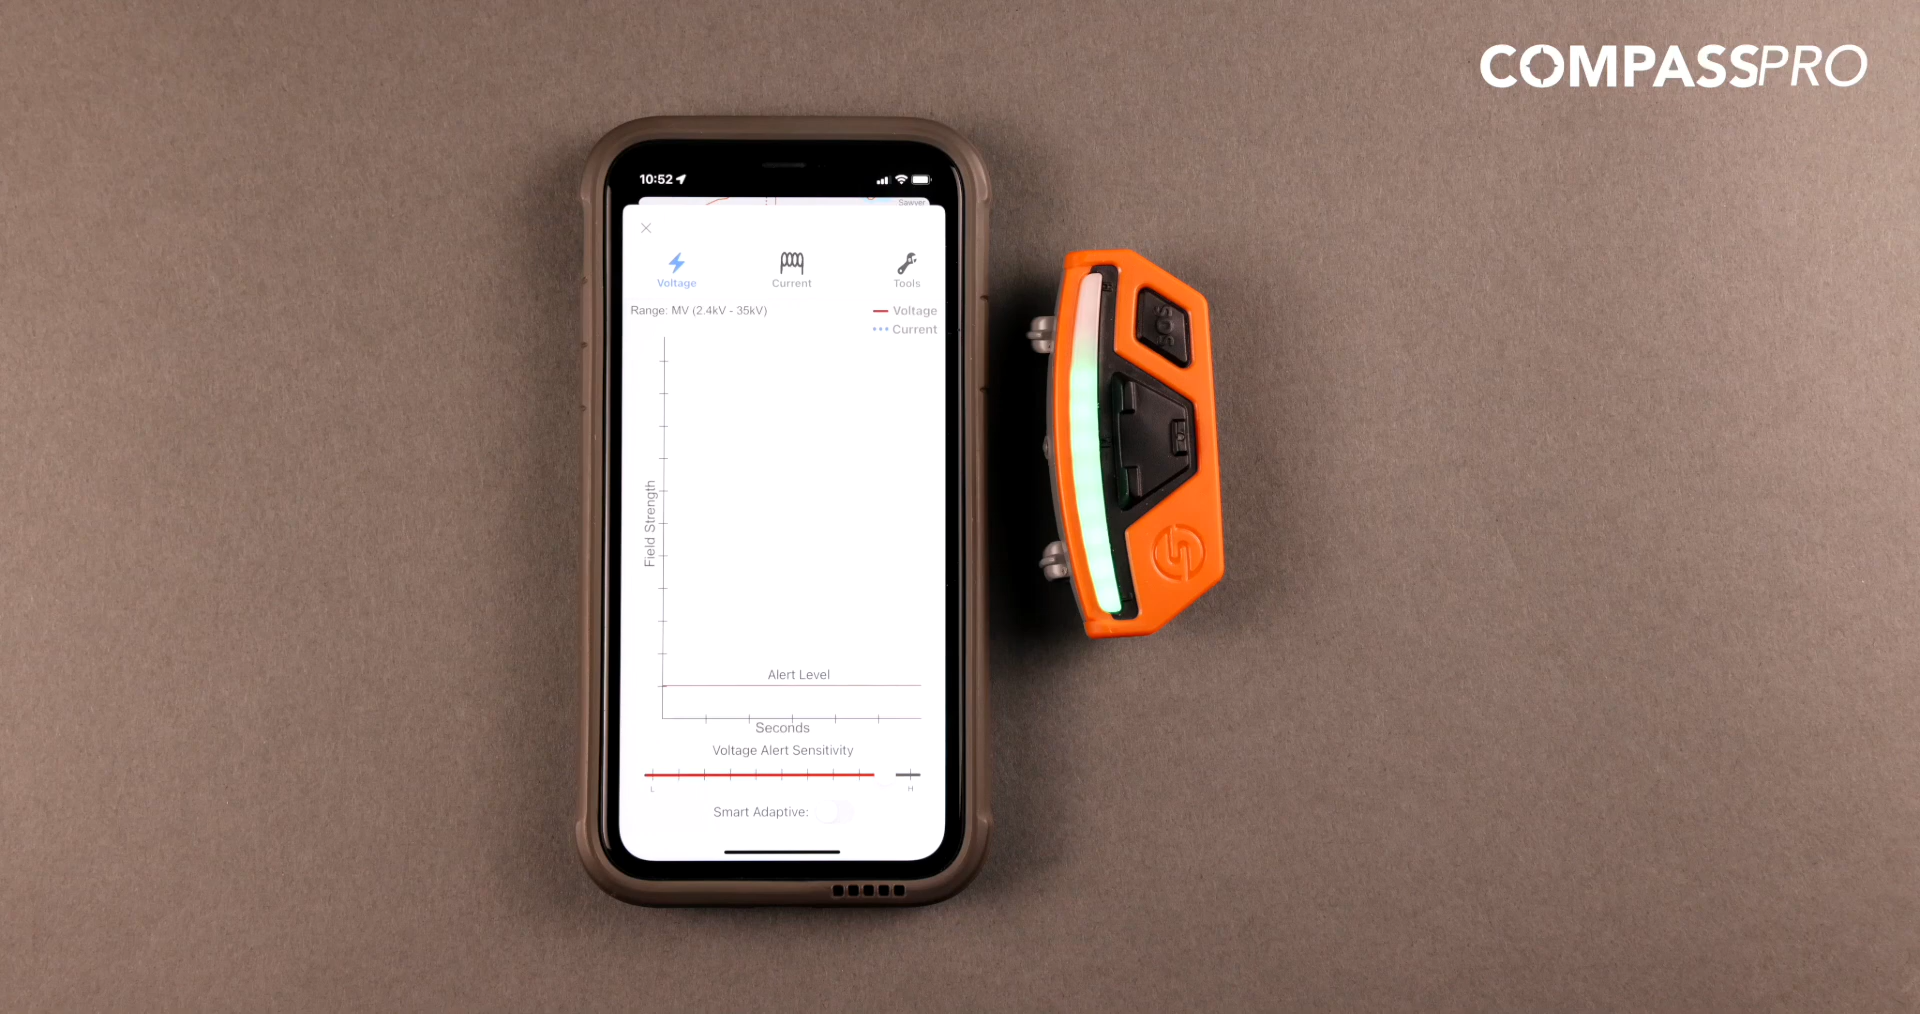 COMPASSPRO
10:52
Sawyer
Voltage
Current
Tools
Range: MV (2.4kV - 35kV)
Voltage
Current
Field Strength
Alert Level
Seconds
Voltage Alert Sensitivity
L
H
Smart Adaptive:
SOS